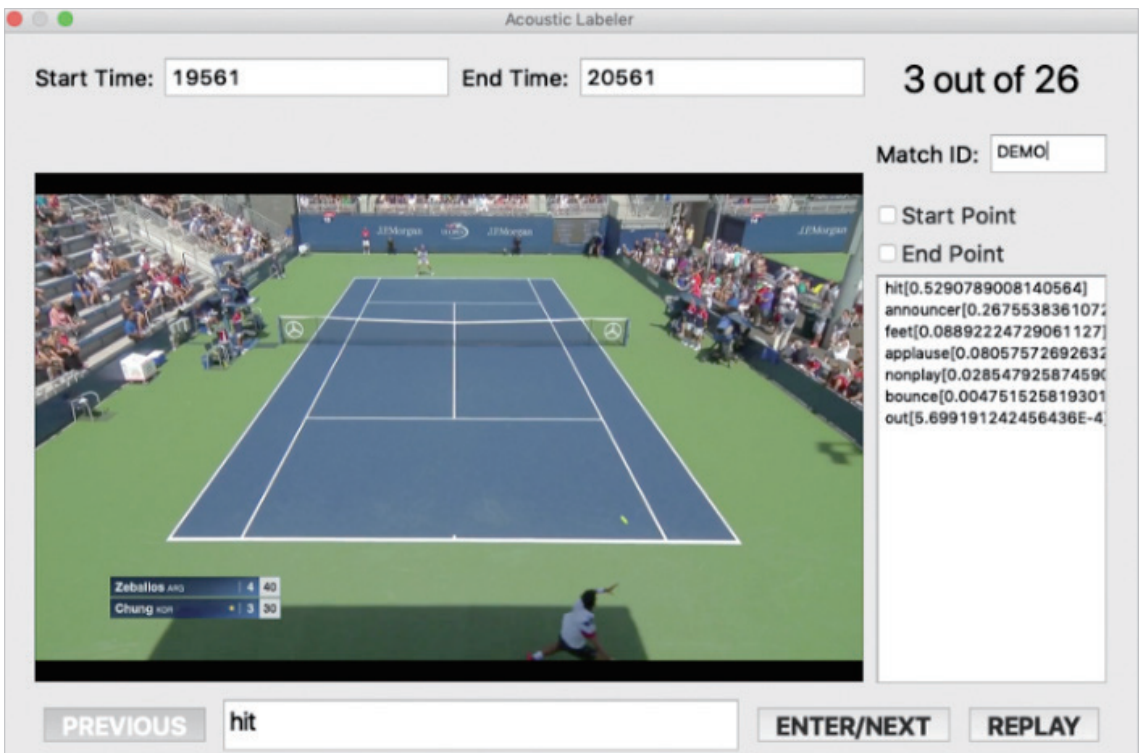 Acoustic Labeler
Start Time: 19561 End Time: 20561 3 out of 26
Match ID: DEMO
Start Point
End Point
hit[0.5290789008140564]
announcer[0.2675538361072
feet[0.08892224729061127]
applause[0.08057572692632
nonplay[0.028547925874590
bounce[0.004751525819301
out[5.699191242456436E-4]
J.P.Morgan J.P.Morgan J.P.Morgan
Zeballos ARG 4 40
Chung KOR 3 30
PREVIOUS hit ENTER/NEXT REPLAY